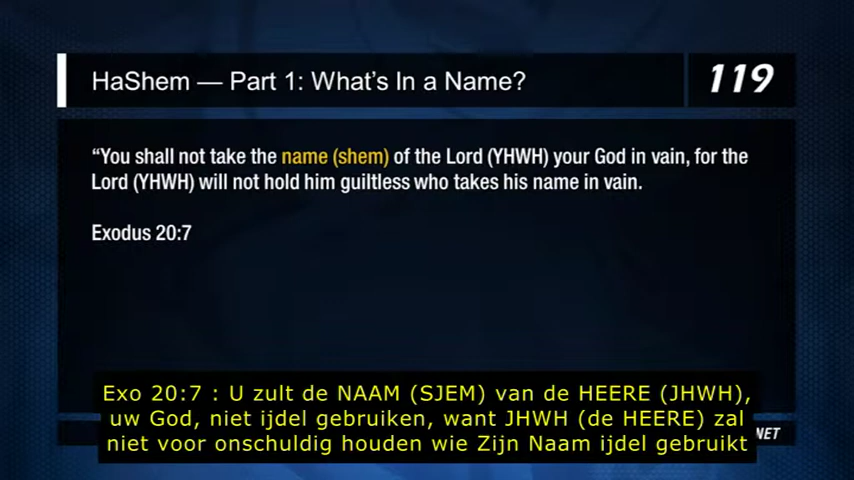 HaShem — Part 1: What's In a Name?
119
“You shall not take the name (shem) of the Lord (YHWH) your God in vain, for the
Lord (YHWH) will not hold him guiltless who takes his name in vain.
Exodus 20:7
Exo 20:7 : U zult de NAAM (SJEM) van de HEERE (JHWH),
uw God, niet ijdel gebruiken, want JHWH (de HEERE) zal
niet voor onschuldig houden wie Zijn Naam ijdel gebruikt
NET